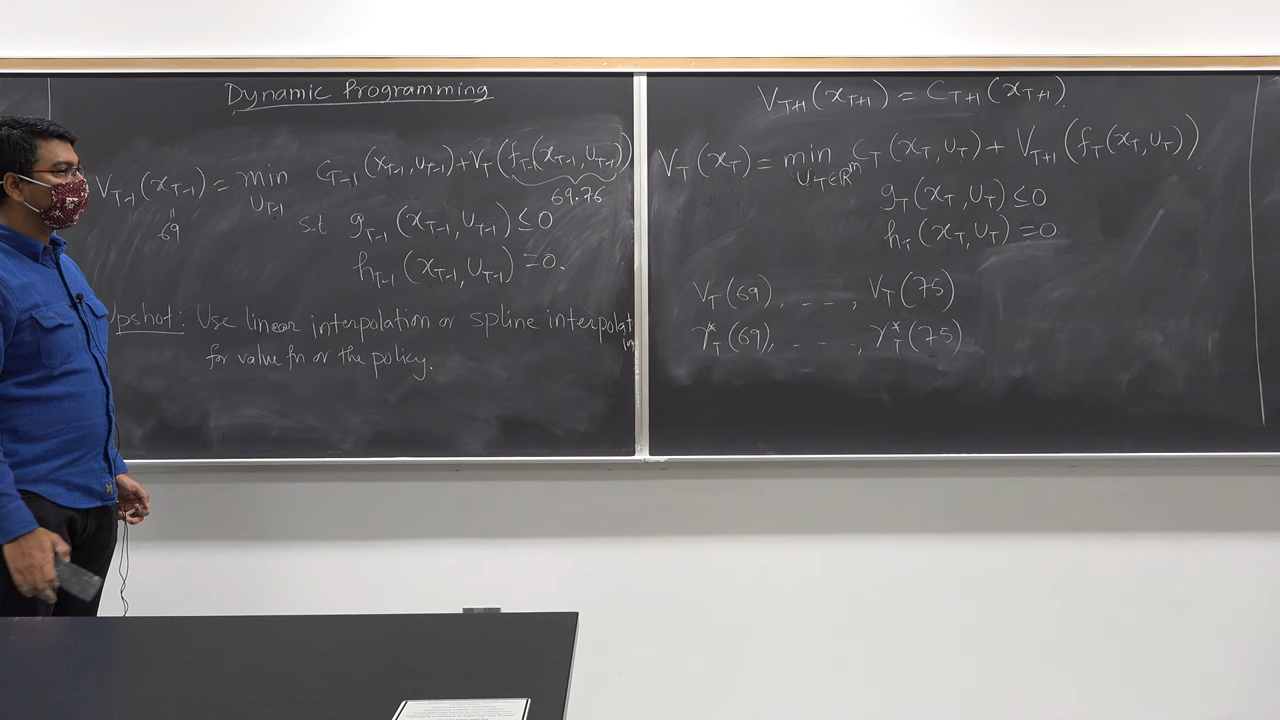 Dynamic Programming
V_{T-1}(x_{T-1}) = min_{U_{T-1}} C_{T-1}(x_{T-1}, U_{T-1}) + V_T(f_{T-1}(x_{T-1}, U_{T-1}))
" 69
69.76
s.t g_{T-1}(x_{T-1}, U_{T-1}) ≤ 0
h_{T-1}(x_{T-1}, U_{T-1}) = 0.
pshot: Use linear interpolation or spline interpolation
for value fn or the policy.
V_{T+1}(x_{T+1}) = C_{T+1}(x_{T+1}).
V_T(x_T) = min_{U_T∈R^m} C_T(x_T, U_T) + V_{T+1}(f_T(x_T, U_T)).
g_T(x_T, U_T) ≤ 0
h_T(x_T, U_T) = 0.
V_T(69), - - -, V_T(75)
γ*_T(69), - - -, γ*_T(75)